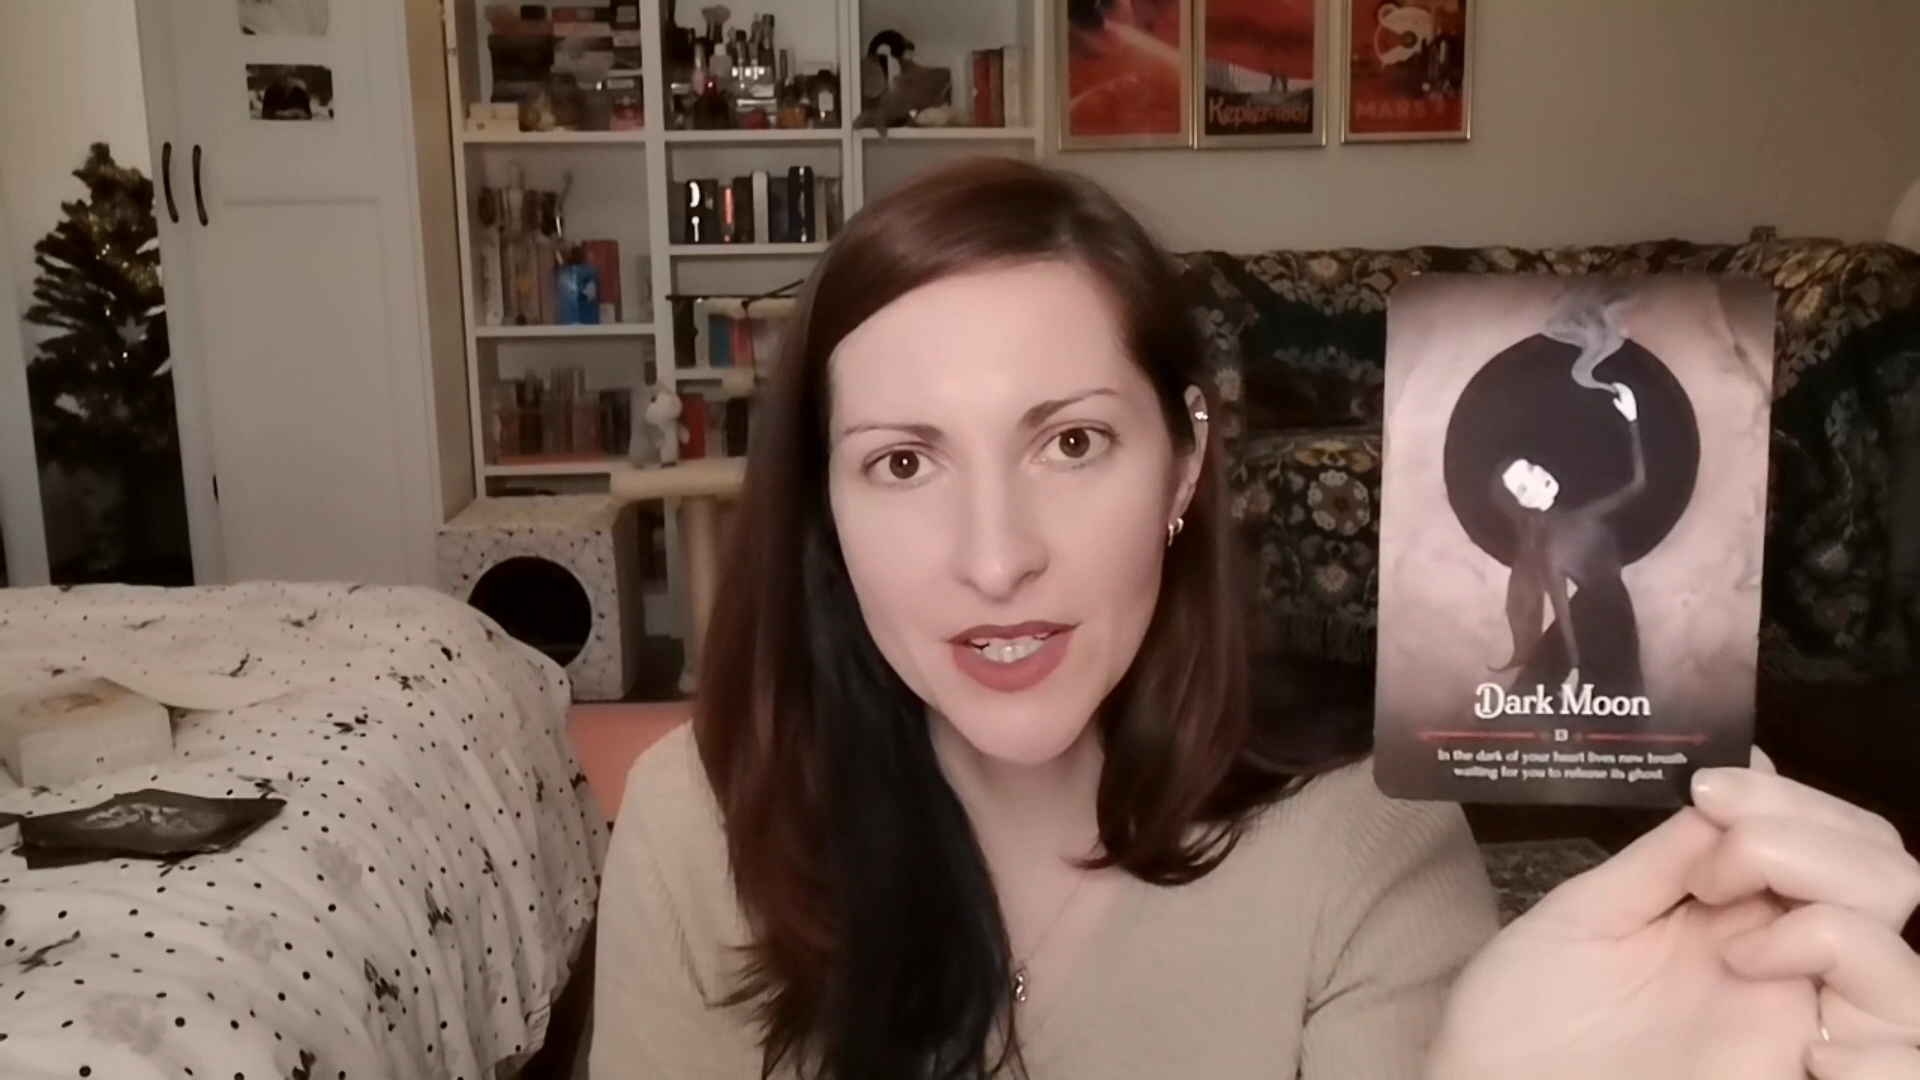 Kepler-186f
MARS
Dark Moon
13
In the dark of your heart lives new breath
waiting for you to release its ghost.